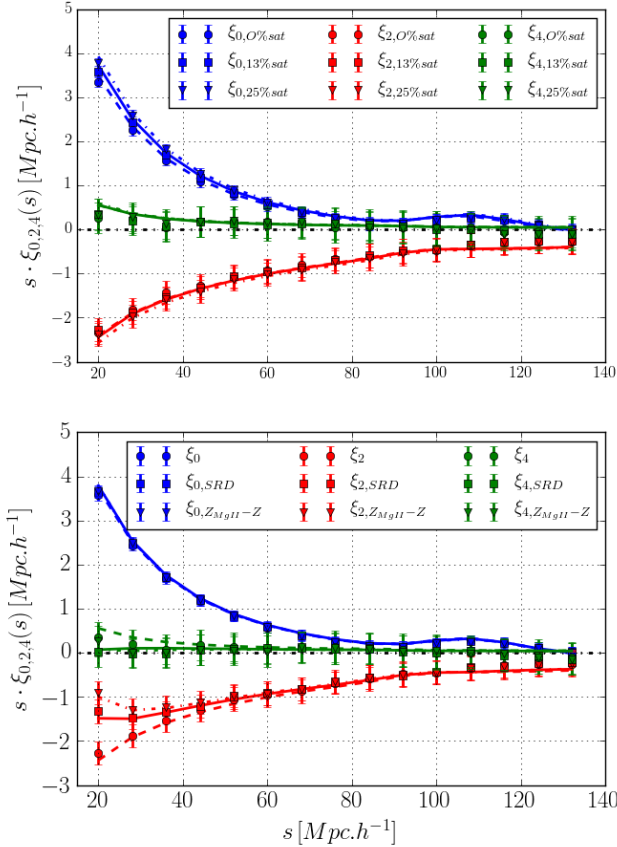 5
4
3
2
1
0
−1
−2
−3
s · ξ0,2,4(s) [Mpc.h−1]
ξ0,O%sat ξ2,O%sat ξ4,O%sat
ξ0,13%sat ξ2,13%sat ξ4,13%sat
ξ0,25%sat ξ2,25%sat ξ4,25%sat
20 40 60 80 100 120 140
5
4
3
2
1
0
−1
−2
−3
s · ξ0,2,4(s) [Mpc.h−1]
ξ0 ξ2 ξ4
ξ0,SRD ξ2,SRD ξ4,SRD
ξ0,ZMgII−Z ξ2,ZMgII−Z ξ4,ZMgII−Z
20 40 60 80 100 120 140
s [Mpc.h−1]